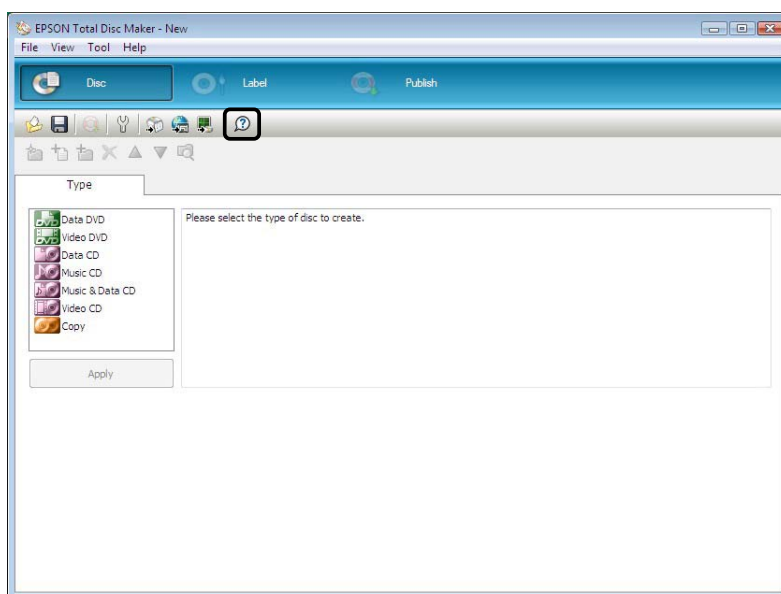 EPSON Total Disc Maker - New
File View Tool Help
Disc Label Publish
Type
Data DVD
Video DVD
Data CD
Music CD
Music & Data CD
Video CD
Copy
Please select the type of disc to create.
Apply